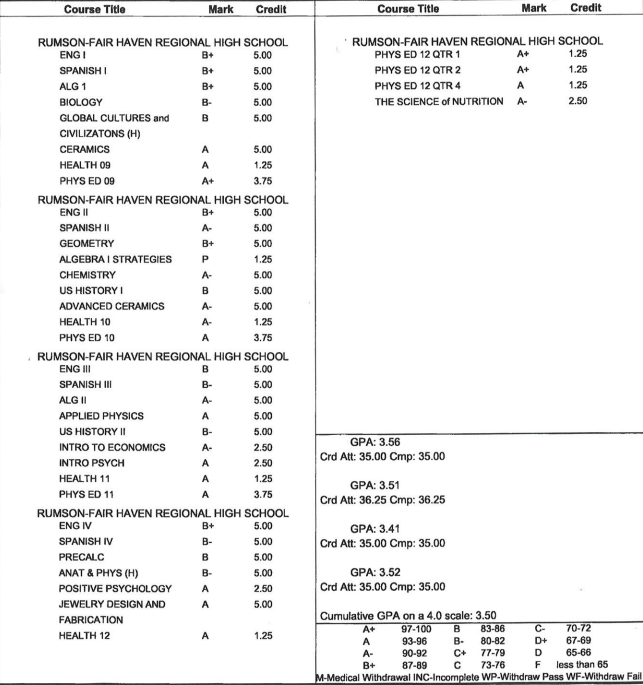 Course Title Mark Credit
RUMSON-FAIR HAVEN REGIONAL HIGH SCHOOL
ENG I B+ 5.00
SPANISH I B+ 5.00
ALG 1 B+ 5.00
BIOLOGY B- 5.00
GLOBAL CULTURES and B 5.00
CIVILIZATONS (H)
CERAMICS A 5.00
HEALTH 09 A 1.25
PHYS ED 09 A+ 3.75
RUMSON-FAIR HAVEN REGIONAL HIGH SCHOOL
ENG II B+ 5.00
SPANISH II A- 5.00
GEOMETRY B+ 5.00
ALGEBRA I STRATEGIES P 1.25
CHEMISTRY A- 5.00
US HISTORY I B 5.00
ADVANCED CERAMICS A- 5.00
HEALTH 10 A- 1.25
PHYS ED 10 A 3.75
RUMSON-FAIR HAVEN REGIONAL HIGH SCHOOL
ENG III B 5.00
SPANISH III B- 5.00
ALG II A- 5.00
APPLIED PHYSICS A 5.00
US HISTORY II B- 5.00
INTRO TO ECONOMICS A- 2.50
INTRO PSYCH A 2.50
HEALTH 11 A 1.25
PHYS ED 11 A 3.75
RUMSON-FAIR HAVEN REGIONAL HIGH SCHOOL
ENG IV B+ 5.00
SPANISH IV B- 5.00
PRECALC B 5.00
ANAT & PHYS (H) B- 5.00
POSITIVE PSYCHOLOGY A 2.50
JEWELRY DESIGN AND A 5.00
FABRICATION
HEALTH 12 A 1.25
Course Title Mark Credit
RUMSON-FAIR HAVEN REGIONAL HIGH SCHOOL
PHYS ED 12 QTR 1 A+ 1.25
PHYS ED 12 QTR 2 A+ 1.25
PHYS ED 12 QTR 4 A 1.25
THE SCIENCE of NUTRITION A- 2.50
GPA: 3.56
Crd Att: 35.00 Cmp: 35.00
GPA: 3.51
Crd Att: 36.25 Cmp: 36.25
GPA: 3.41
Crd Att: 35.00 Cmp: 35.00
GPA: 3.52
Crd Att: 35.00 Cmp: 35.00
Cumulative GPA on a 4.0 scale: 3.50
A+ 97-100 B 83-86 C- 70-72
A 93-96 B- 80-82 D+ 67-69
A- 90-92 C+ 77-79 D 65-66
B+ 87-89 C 73-76 F less than 65
M-Medical Withdrawal INC-Incomplete WP-Withdraw Pass WF-Withdraw Fail